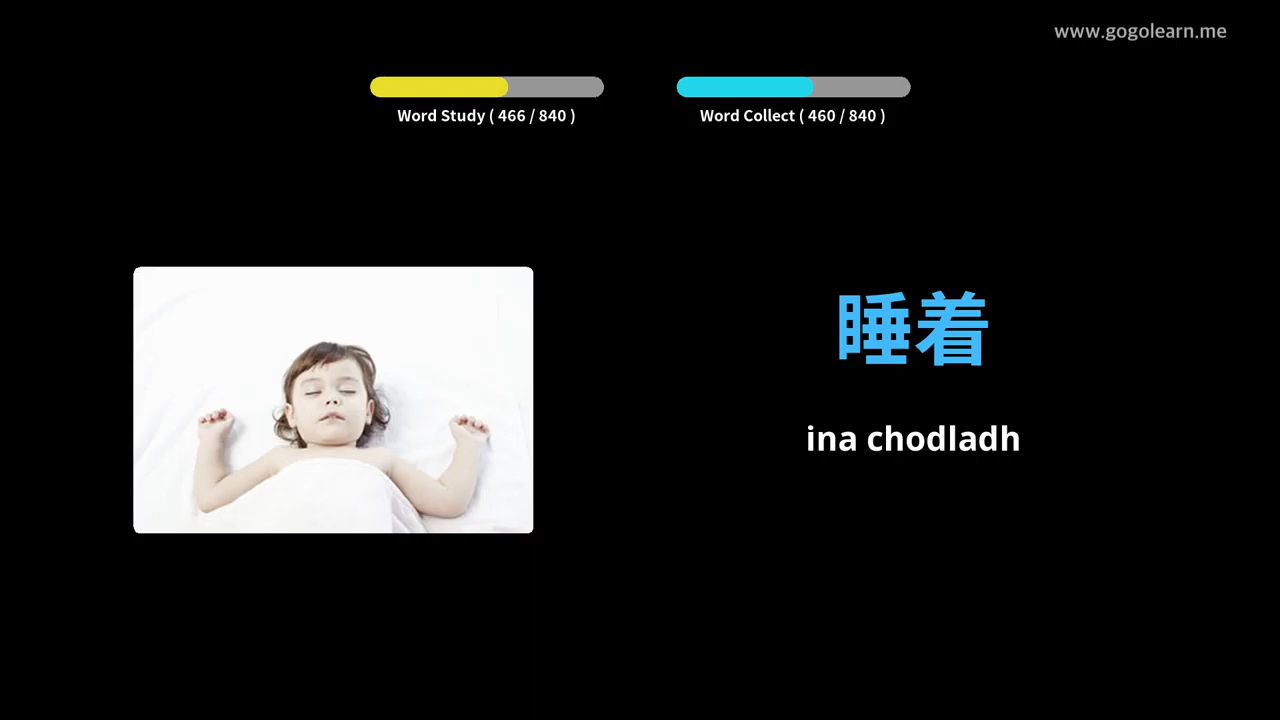 www.gogolearn.me
Word Study ( 466 / 840 )
Word Collect ( 460 / 840 )
睡着
ina chodladh